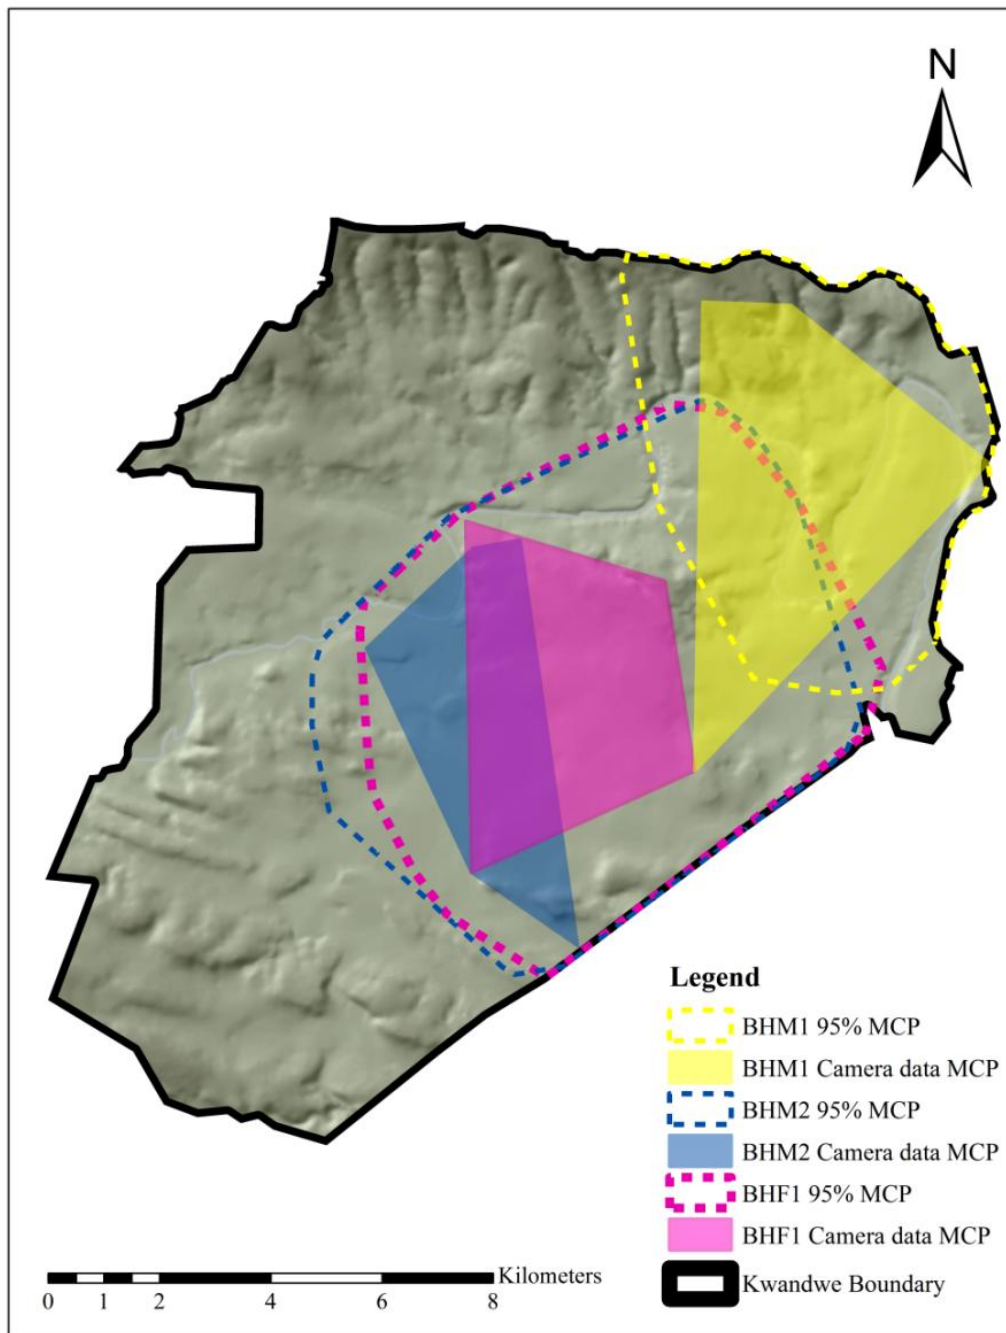 N
Legend
BHM1 95% MCP
BHM1 Camera data MCP
BHM2 95% MCP
BHM2 Camera data MCP
BHF1 95% MCP
BHF1 Camera data MCP
Kwandwe Boundary
Kilometers
0 1 2 4 6 8